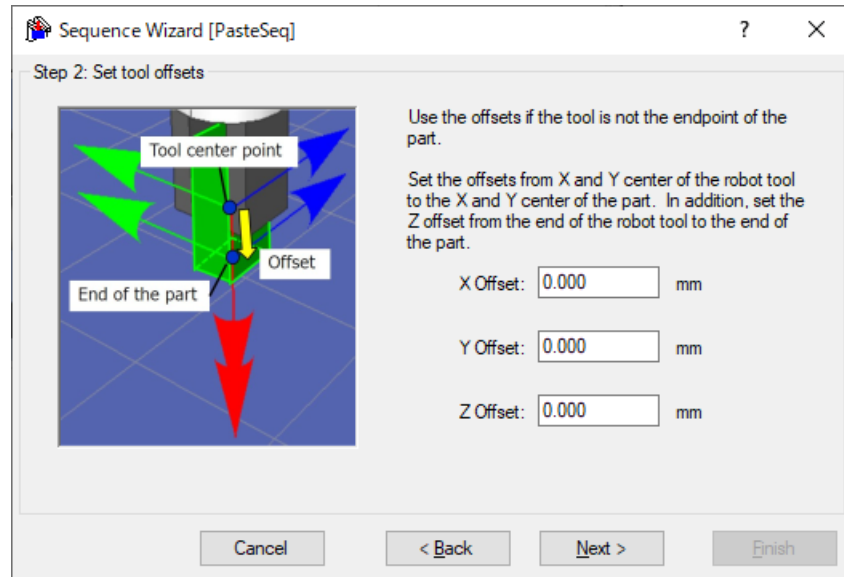 Sequence Wizard [PasteSeq]
?
Step 2: Set tool offsets
Tool center point
Offset
End of the part
Use the offsets if the tool is not the endpoint of the
part.
Set the offsets from X and Y center of the robot tool
to the X and Y center of the part.  In addition, set the
Z offset from the end of the robot tool to the end of
the part.
X Offset: 0.000 mm
Y Offset: 0.000 mm
Z Offset: 0.000 mm
Cancel
< Back
Next >
Finish